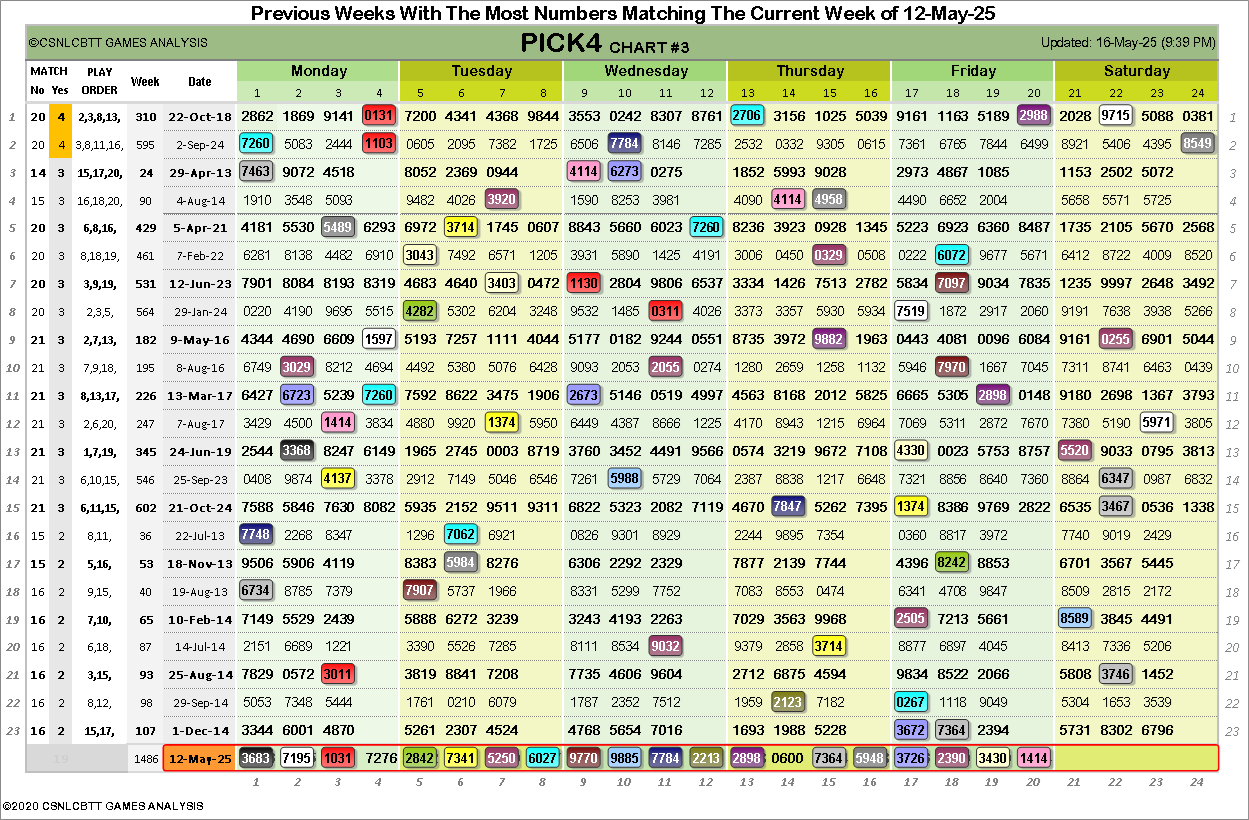 Previous Weeks With The Most Numbers Matching The Current Week of 12-May-25
©CSNLCBTT GAMES ANALYSIS PICK4 CHART #3 Updated: 16-May-25 (9:39 PM)
MATCH PLAY Week Date Monday Tuesday Wednesday Thursday Friday Saturday
No Yes ORDER 1 2 3 4 5 6 7 8 9 10 11 12 13 14 15 16 17 18 19 20 21 22 23 24
1 20 4 2,3,8,13, 310 22-Oct-18 2862 1869 9141 0131 7200 4341 4368 9844 3553 0242 8307 8761 2706 3156 1025 5039 9161 1163 5189 2988 2028 9715 5088 0381 1
2 20 4 3,8,11,16, 595 2-Sep-24 7260 5083 2444 1103 0605 2095 7382 1725 6506 7784 8146 7285 2532 0332 9305 0615 7361 6765 7844 6499 8921 5406 4395 8549 2
3 14 3 15,17,20, 24 29-Apr-13 7463 9072 4518 8052 2369 0944 4114 6273 0275 1852 5993 9028 2973 4867 1085 1153 2502 5072 3
4 15 3 16,18,20, 90 4-Aug-14 1910 3548 5093 9482 4026 3920 1590 8253 3981 4090 4114 4958 4490 6652 2004 5658 5571 5725 4
5 20 3 6,8,16, 429 5-Apr-21 4181 5530 5489 6293 6972 3714 1745 0607 8843 5660 6023 7260 8236 3923 0928 1345 5223 6923 6360 8487 1735 2105 5670 2568 5
6 20 3 8,18,19, 461 7-Feb-22 6281 8138 4482 6910 3043 7492 6571 1205 3931 5890 1425 4191 3006 0450 0329 0508 0222 6072 9677 5671 6412 8722 4009 8520 6
7 20 3 3,9,19, 531 12-Jun-23 7901 8084 8193 8319 4683 4640 3403 0472 1130 2804 9806 6537 3334 1426 7513 2782 5834 7097 9034 7835 1235 9997 2648 3492 7
8 20 3 2,3,5, 564 29-Jan-24 0220 4190 9695 5515 4282 5302 6204 3248 9532 1485 0311 4026 3373 3357 5930 5934 7519 1872 2917 2060 9191 7638 3938 5266 8
9 21 3 2,7,13, 182 9-May-16 4344 4690 6609 1597 5193 7257 1111 4044 5177 0182 9244 0551 8735 3972 9882 1963 0443 4081 0096 6084 9161 0255 6901 5044 9
10 21 3 7,9,18, 195 8-Aug-16 6749 3029 8212 4694 4492 5380 5076 6428 9093 2053 2055 0274 1280 2659 1258 1132 5946 7970 1667 7045 7311 8741 6463 0439 10
11 21 3 8,13,17, 226 13-Mar-17 6427 6723 5239 7260 7592 8622 3475 1906 2673 5146 0519 4997 4563 8168 2012 5825 6665 5305 2898 0148 9180 2698 1367 3793 11
12 21 3 2,6,20, 247 7-Aug-17 3429 4500 1414 3834 4880 9920 1374 5950 6449 4387 8666 1225 4170 8943 1215 6964 7069 5311 2872 7670 7380 5190 5971 3805 12
13 21 3 1,7,19, 345 24-Jun-19 2544 3368 8247 6149 1965 2745 0003 8719 3760 3452 4491 9566 0574 3219 9672 7108 4330 0023 5753 8757 5520 9033 0795 3813 13
14 21 3 6,10,15, 546 25-Sep-23 0408 9874 4137 3378 2912 7149 5046 6546 7261 5988 5729 7064 2387 8838 1217 6648 7321 8856 8640 7360 8864 6347 0987 6832 14
15 21 3 6,11,15, 602 21-Oct-24 7588 5846 7630 8082 5935 2152 9511 9311 6822 5323 2082 7119 4670 7847 5262 7395 1374 8386 9769 2822 6535 3467 0536 1338 15
16 15 2 8,11, 36 22-Jul-13 7748 2268 8347 1296 7062 6921 0826 9301 8929 2244 9895 7354 0360 8817 3972 7740 9019 2429 16
17 15 2 5,16, 53 18-Nov-13 9506 5906 4119 8383 5984 8276 6306 2292 2329 7877 2139 7744 4396 8242 8853 6701 3567 5445 17
18 16 2 9,15, 40 19-Aug-13 6734 8785 7379 7907 5737 1966 8331 5299 7752 7083 8553 0474 6341 4708 9847 8509 2815 2172 18
19 16 2 7,10, 65 10-Feb-14 7149 5529 2439 5888 6272 3239 3243 4193 2263 7029 3563 9968 2505 7213 5661 8589 3845 4491 19
20 16 2 6,18, 87 14-Jul-14 2151 6689 1221 3390 5526 7285 8111 8534 9032 9379 2858 3714 8877 6897 4045 8413 7336 5206 20
21 16 2 3,15, 93 25-Aug-14 7829 0572 3011 3819 8841 7208 7735 4606 9604 2712 6875 4594 9834 8522 2066 5808 3746 1452 21
22 16 2 8,12, 98 29-Sep-14 5053 7348 5444 1761 0210 6079 1787 2352 7512 1959 2123 7182 0267 1118 9049 2204 1653 3539 22
23 16 2 15,17, 107 1-Dec-14 3344 6001 4870 5261 2307 4524 4768 5654 7016 1693 1988 5228 3672 7364 2394 5731 8302 6796 23
19 1486 12-May-25 3683 7195 1031 7276 2842 7341 5250 6027 9770 9885 7784 2213 2898 0600 7364 5948 3726 2390 3430 1414
1 2 3 4 5 6 7 8 9 10 11 12 13 14 15 16 17 18 19 20 21 22 23 24
©2020 CSNLCBTT GAMES ANALYSIS